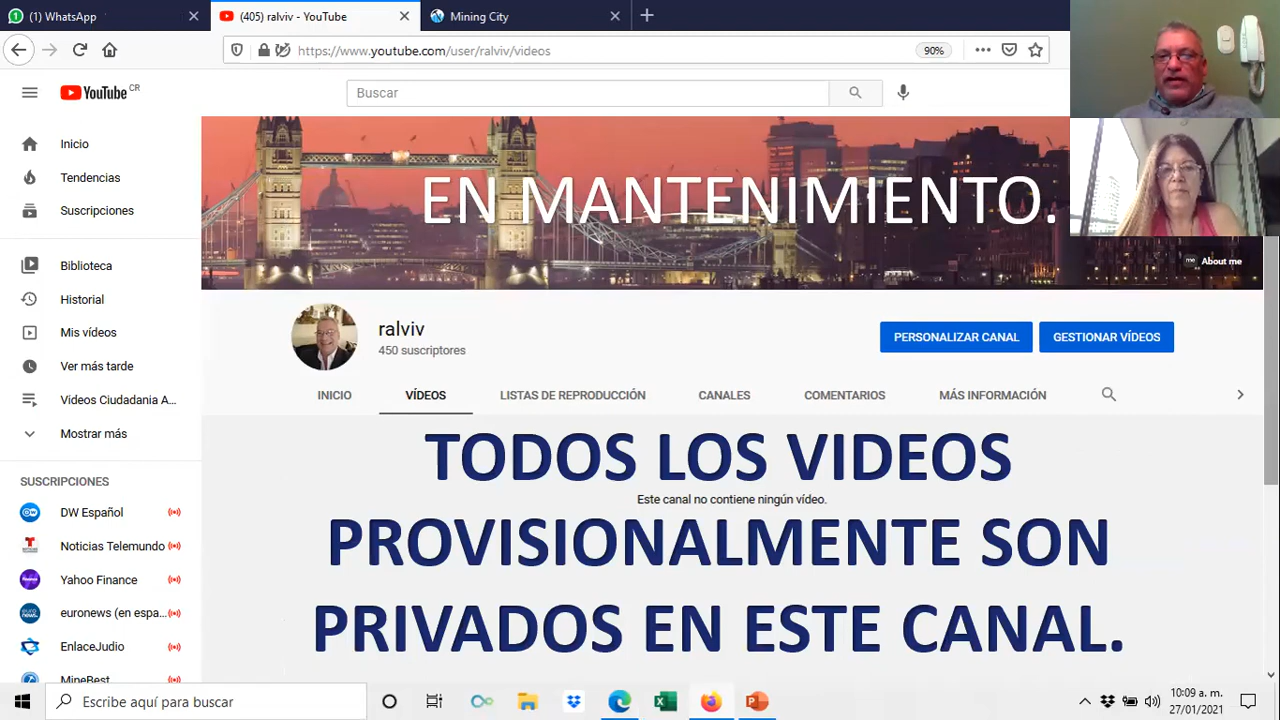 (1) WhatsApp
(405) ralviv - YouTube
Mining City
https://www.youtube.com/user/ralviv/videos
90%
YouTube CR
Buscar
Inicio
Tendencias
Suscripciones
Biblioteca
Historial
Mis vídeos
Ver más tarde
Videos Ciudadania A...
Mostrar más
SUSCRIPCIONES
DW Español
Noticias Telemundo
Yahoo Finance
euronews (en espa...
EnlaceJudio
MineBest
EN MANTENIMIENTO.
me About me
ralviv
450 suscriptores
PERSONALIZAR CANAL
GESTIONAR VÍDEOS
INICIO
VÍDEOS
LISTAS DE REPRODUCCIÓN
CANALES
COMENTARIOS
MÁS INFORMACIÓN
TODOS LOS VIDEOS
Este canal no contiene ningún vídeo.
PROVISIONALMENTE SON
PRIVADOS EN ESTE CANAL.
Escribe aquí para buscar
10:09 a. m.
27/01/2021